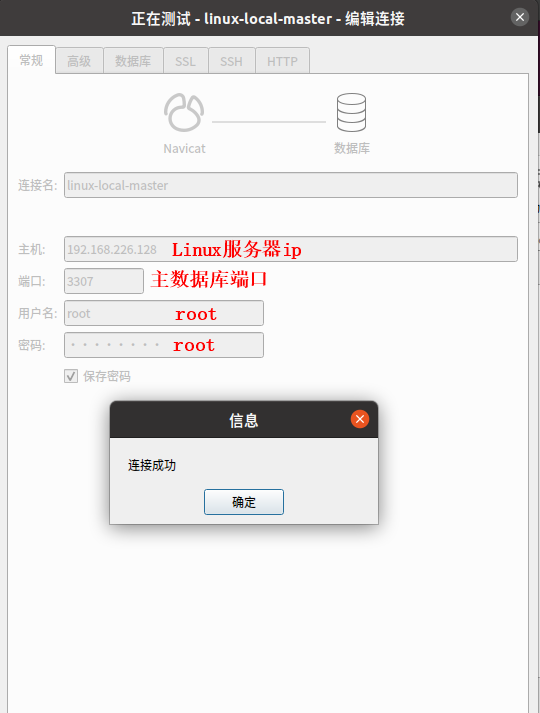 正在测试 - linux-local-master - 编辑连接
常规 高级 数据库 SSL SSH HTTP
Navicat 数据库
连接名: linux-local-master
主机: 192.168.226.128 Linux服务器ip
端口: 3307 主数据库端口
用户名: root root
密码: ········ root
保存密码
信息
连接成功
确定